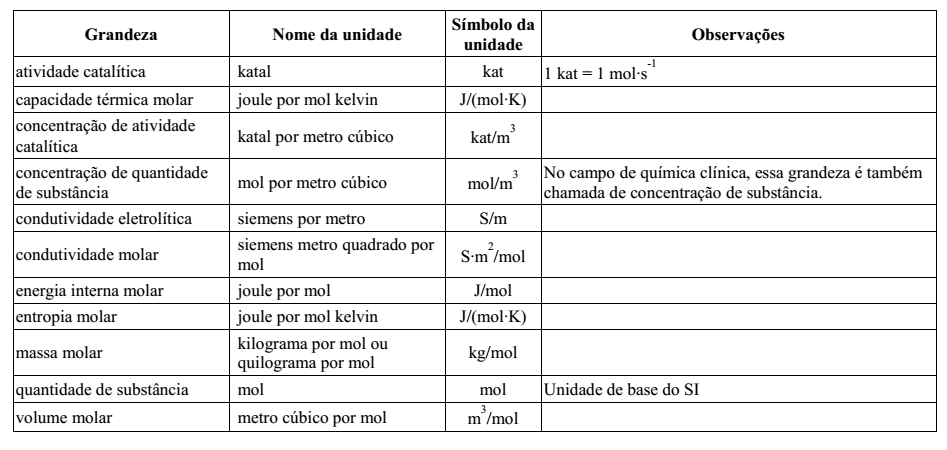 Grandeza Nome da unidade Símbolo da unidade Observações
atividade catalítica katal kat 1 kat = 1 mol·s⁻¹
capacidade térmica molar joule por mol kelvin J/(mol·K)
concentração de atividade catalítica katal por metro cúbico kat/m³
concentração de quantidade de substância mol por metro cúbico mol/m³ No campo de química clínica, essa grandeza é também chamada de concentração de substância.
condutividade eletrolítica siemens por metro S/m
condutividade molar siemens metro quadrado por mol S·m²/mol
energia interna molar joule por mol J/mol
entropia molar joule por mol kelvin J/(mol·K)
massa molar kilograma por mol ou quilograma por mol kg/mol
quantidade de substância mol mol Unidade de base do SI
volume molar metro cúbico por mol m³/mol